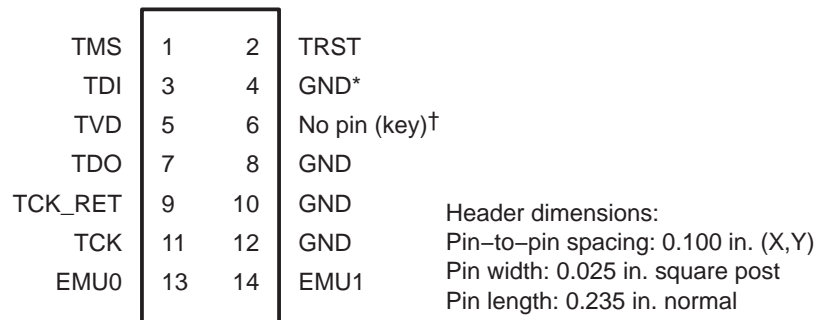 TMS 1 2 TRST
TDI 3 4 GND*
TVD 5 6 No pin (key)†
TDO 7 8 GND
TCK_RET 9 10 GND
TCK 11 12 GND
EMU0 13 14 EMU1
Header dimensions:
Pin−to−pin spacing: 0.100 in. (X,Y)
Pin width: 0.025 in. square post
Pin length: 0.235 in. normal